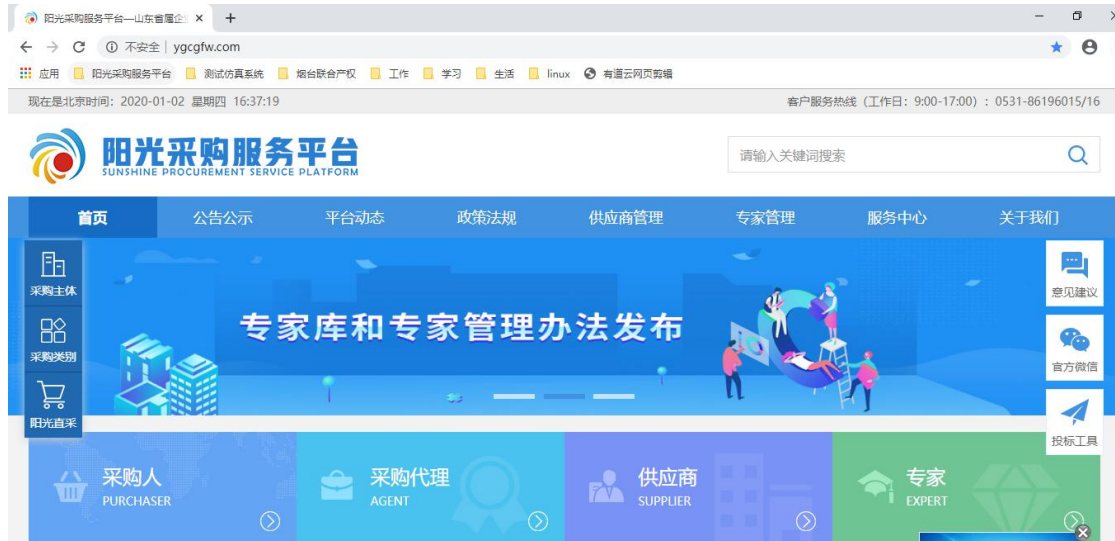 阳光采购服务平台—山东省属企
不安全 ygcgfw.com
应用 阳光采购服务平台 测试仿真系统 烟台联合产权 工作 学习 生活 linux 有道云网页剪辑
现在是北京时间：2020-01-02 星期四 16:37:19 客户服务热线（工作日：9:00-17:00）：0531-86196015/16
阳光采购服务平台
SUNSHINE PROCUREMENT SERVICE PLATFORM
请输入关键词搜索
首页 公告公示 平台动态 政策法规 供应商管理 专家管理 服务中心 关于我们
采购主体
采购类别
阳光直采
专家库和专家管理办法发布
意见建议
官方微信
投标工具
采购人
PURCHASER
采购代理
AGENT
供应商
SUPPLIER
专家
EXPERT